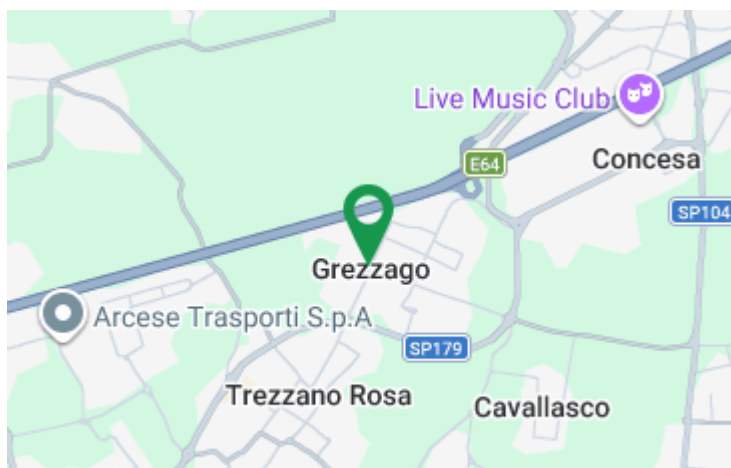 Live Music Club
E64
Concesa
SP104
Grezzago
Arcese Trasporti S.p.A
SP179
Trezzano Rosa
Cavallasco